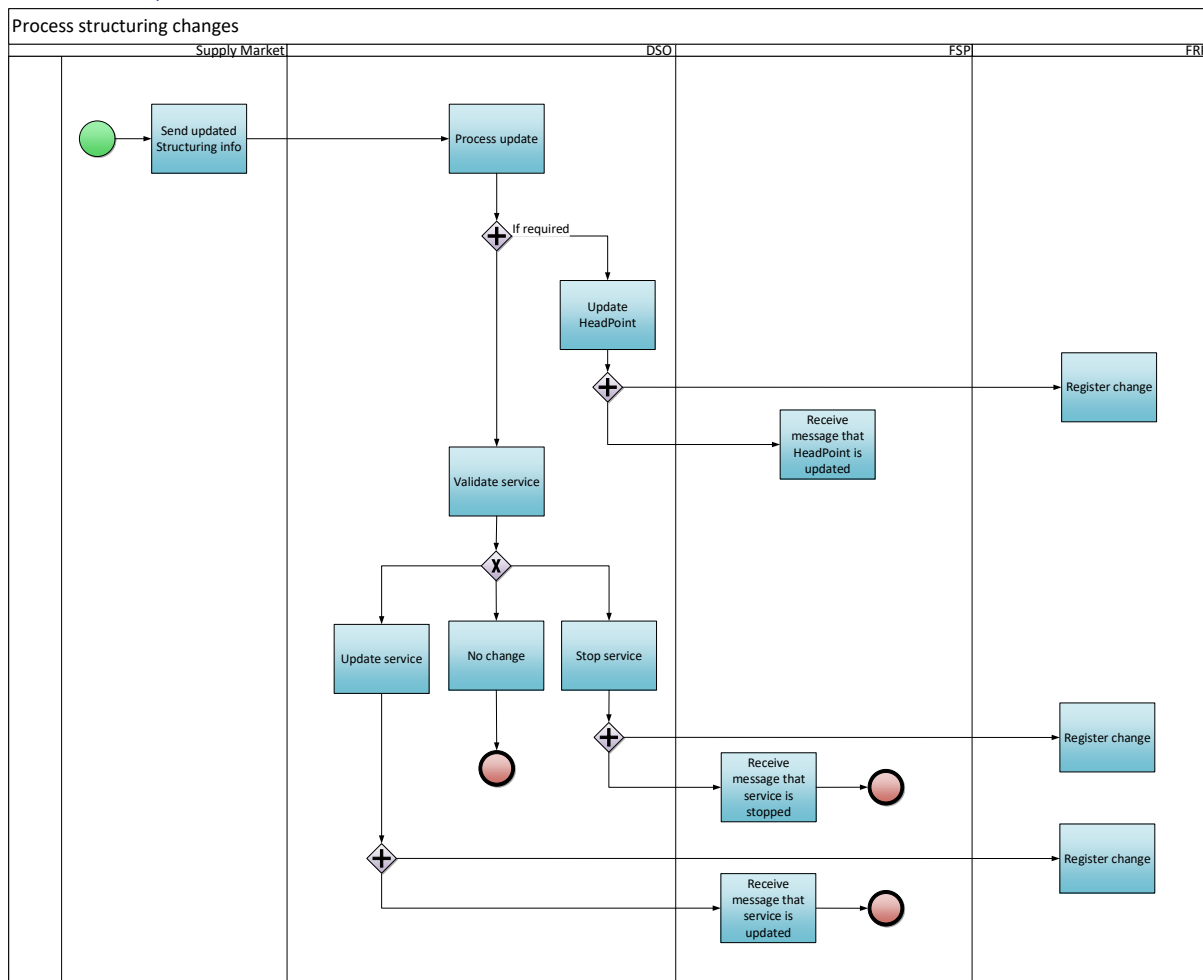 Process structuring changes
Supply Market
DSO
FSP
Send updated
Structuring info
Process update
If required
Update
HeadPoint
Register change
Receive
message that
HeadPoint is
updated
Validate service
Update service
No change
Stop service
Register change
Receive
message that
service is
stopped
Register change
Receive
message that
service is
updated